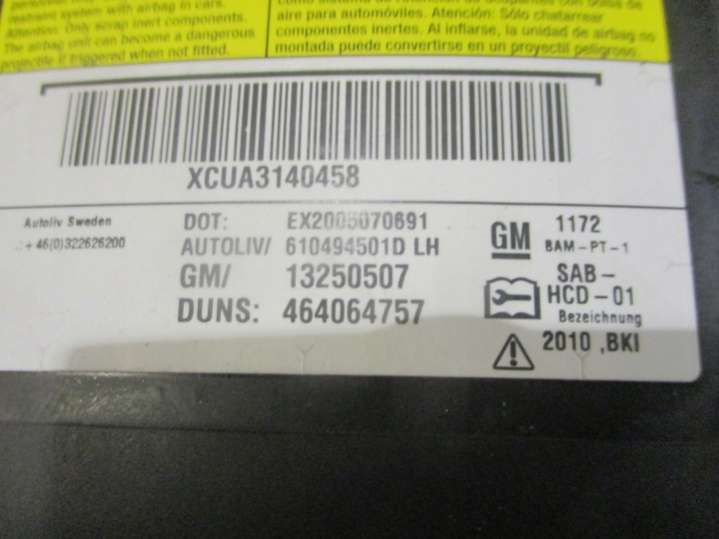 restraint system with airbag in cars.
Attention: Only scrap inert components.
The airbag unit can become a dangerous
projectile if triggered when not fitted.
aire para automóviles. Atención: Sólo chatarrear
componentes inertes. Al inflarse, la unidad de airbag no
montada puede convertirse en un proyectil peligroso.
XCUA3140458
Autoliv Sweden
.:+46(0)322626200
DOT: EX2005070691
AUTOLIV/ 610494501D LH
GM/ 13250507
DUNS: 464064757
GM 1172
BAM-PT-1
SAB-
HCD-01
Bezeichnung
2010 ,BKI